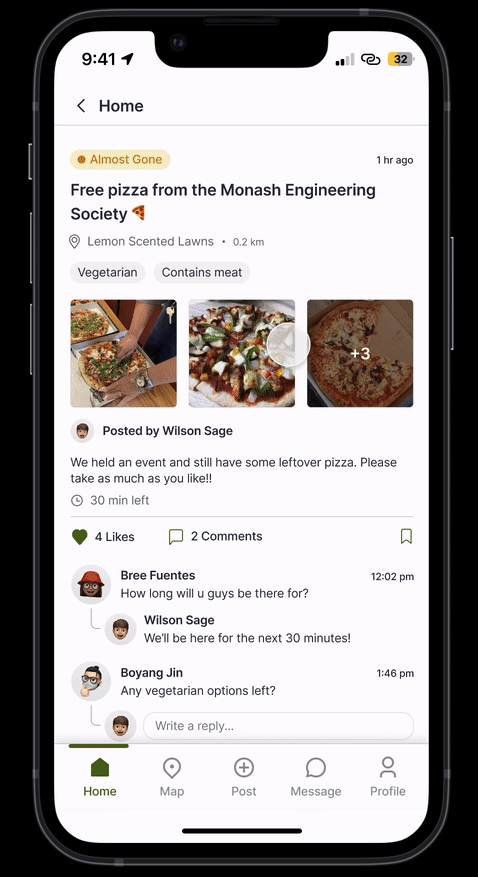 9:41
32
Home
Almost Gone
1 hr ago
Free pizza from the Monash Engineering
Society
Lemon Scented Lawns • 0.2 km
Vegetarian
Contains meat
+3
Posted by Wilson Sage
We held an event and still have some leftover pizza. Please
take as much as you like!!
30 min left
4 Likes
2 Comments
Bree Fuentes
12:02 pm
How long will u guys be there for?
Wilson Sage
We'll be here for the next 30 minutes!
Boyang Jin
1:46 pm
Any vegetarian options left?
Write a reply...
Home
Map
Post
Message
Profile